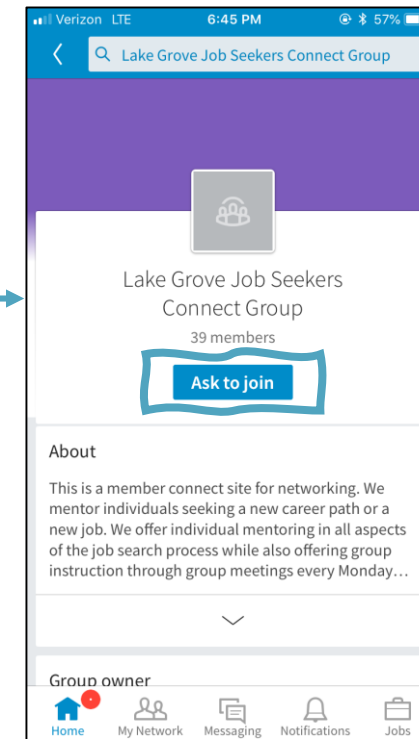 Verizon LTE 6:45 PM 57%
Lake Grove Job Seekers Connect Group
Lake Grove Job Seekers
Connect Group
39 members
Ask to join
About
This is a member connect site for networking. We
mentor individuals seeking a new career path or a
new job. We offer individual mentoring in all aspects
of the job search process while also offering group
instruction through group meetings every Monday...
Group owner
Home My Network Messaging Notifications Jobs